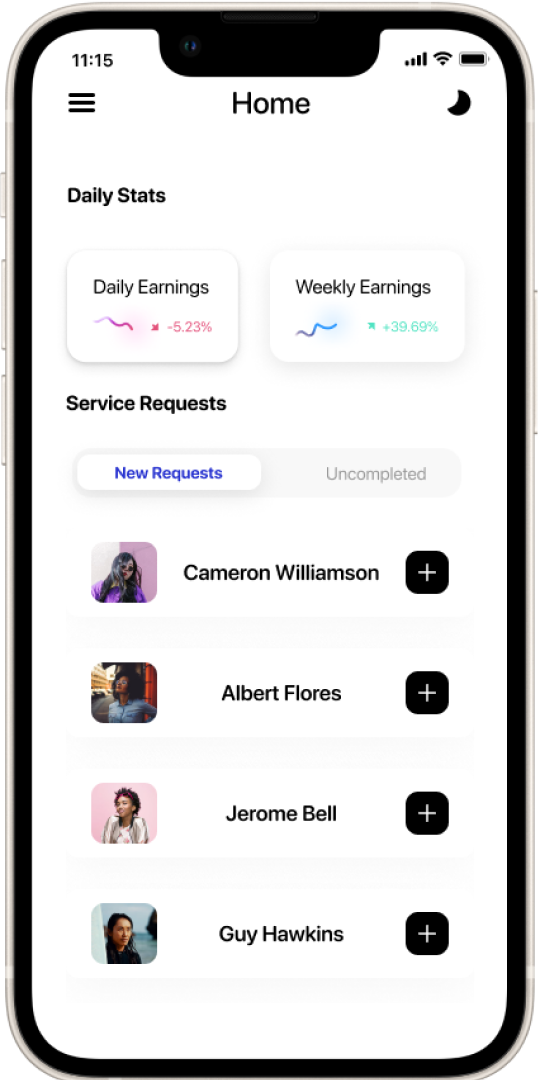 11:15
Home
Daily Stats
Daily Earnings
-5.23%
Weekly Earnings
+39.69%
Service Requests
New Requests
Uncompleted
Cameron Williamson
Albert Flores
Jerome Bell
Guy Hawkins